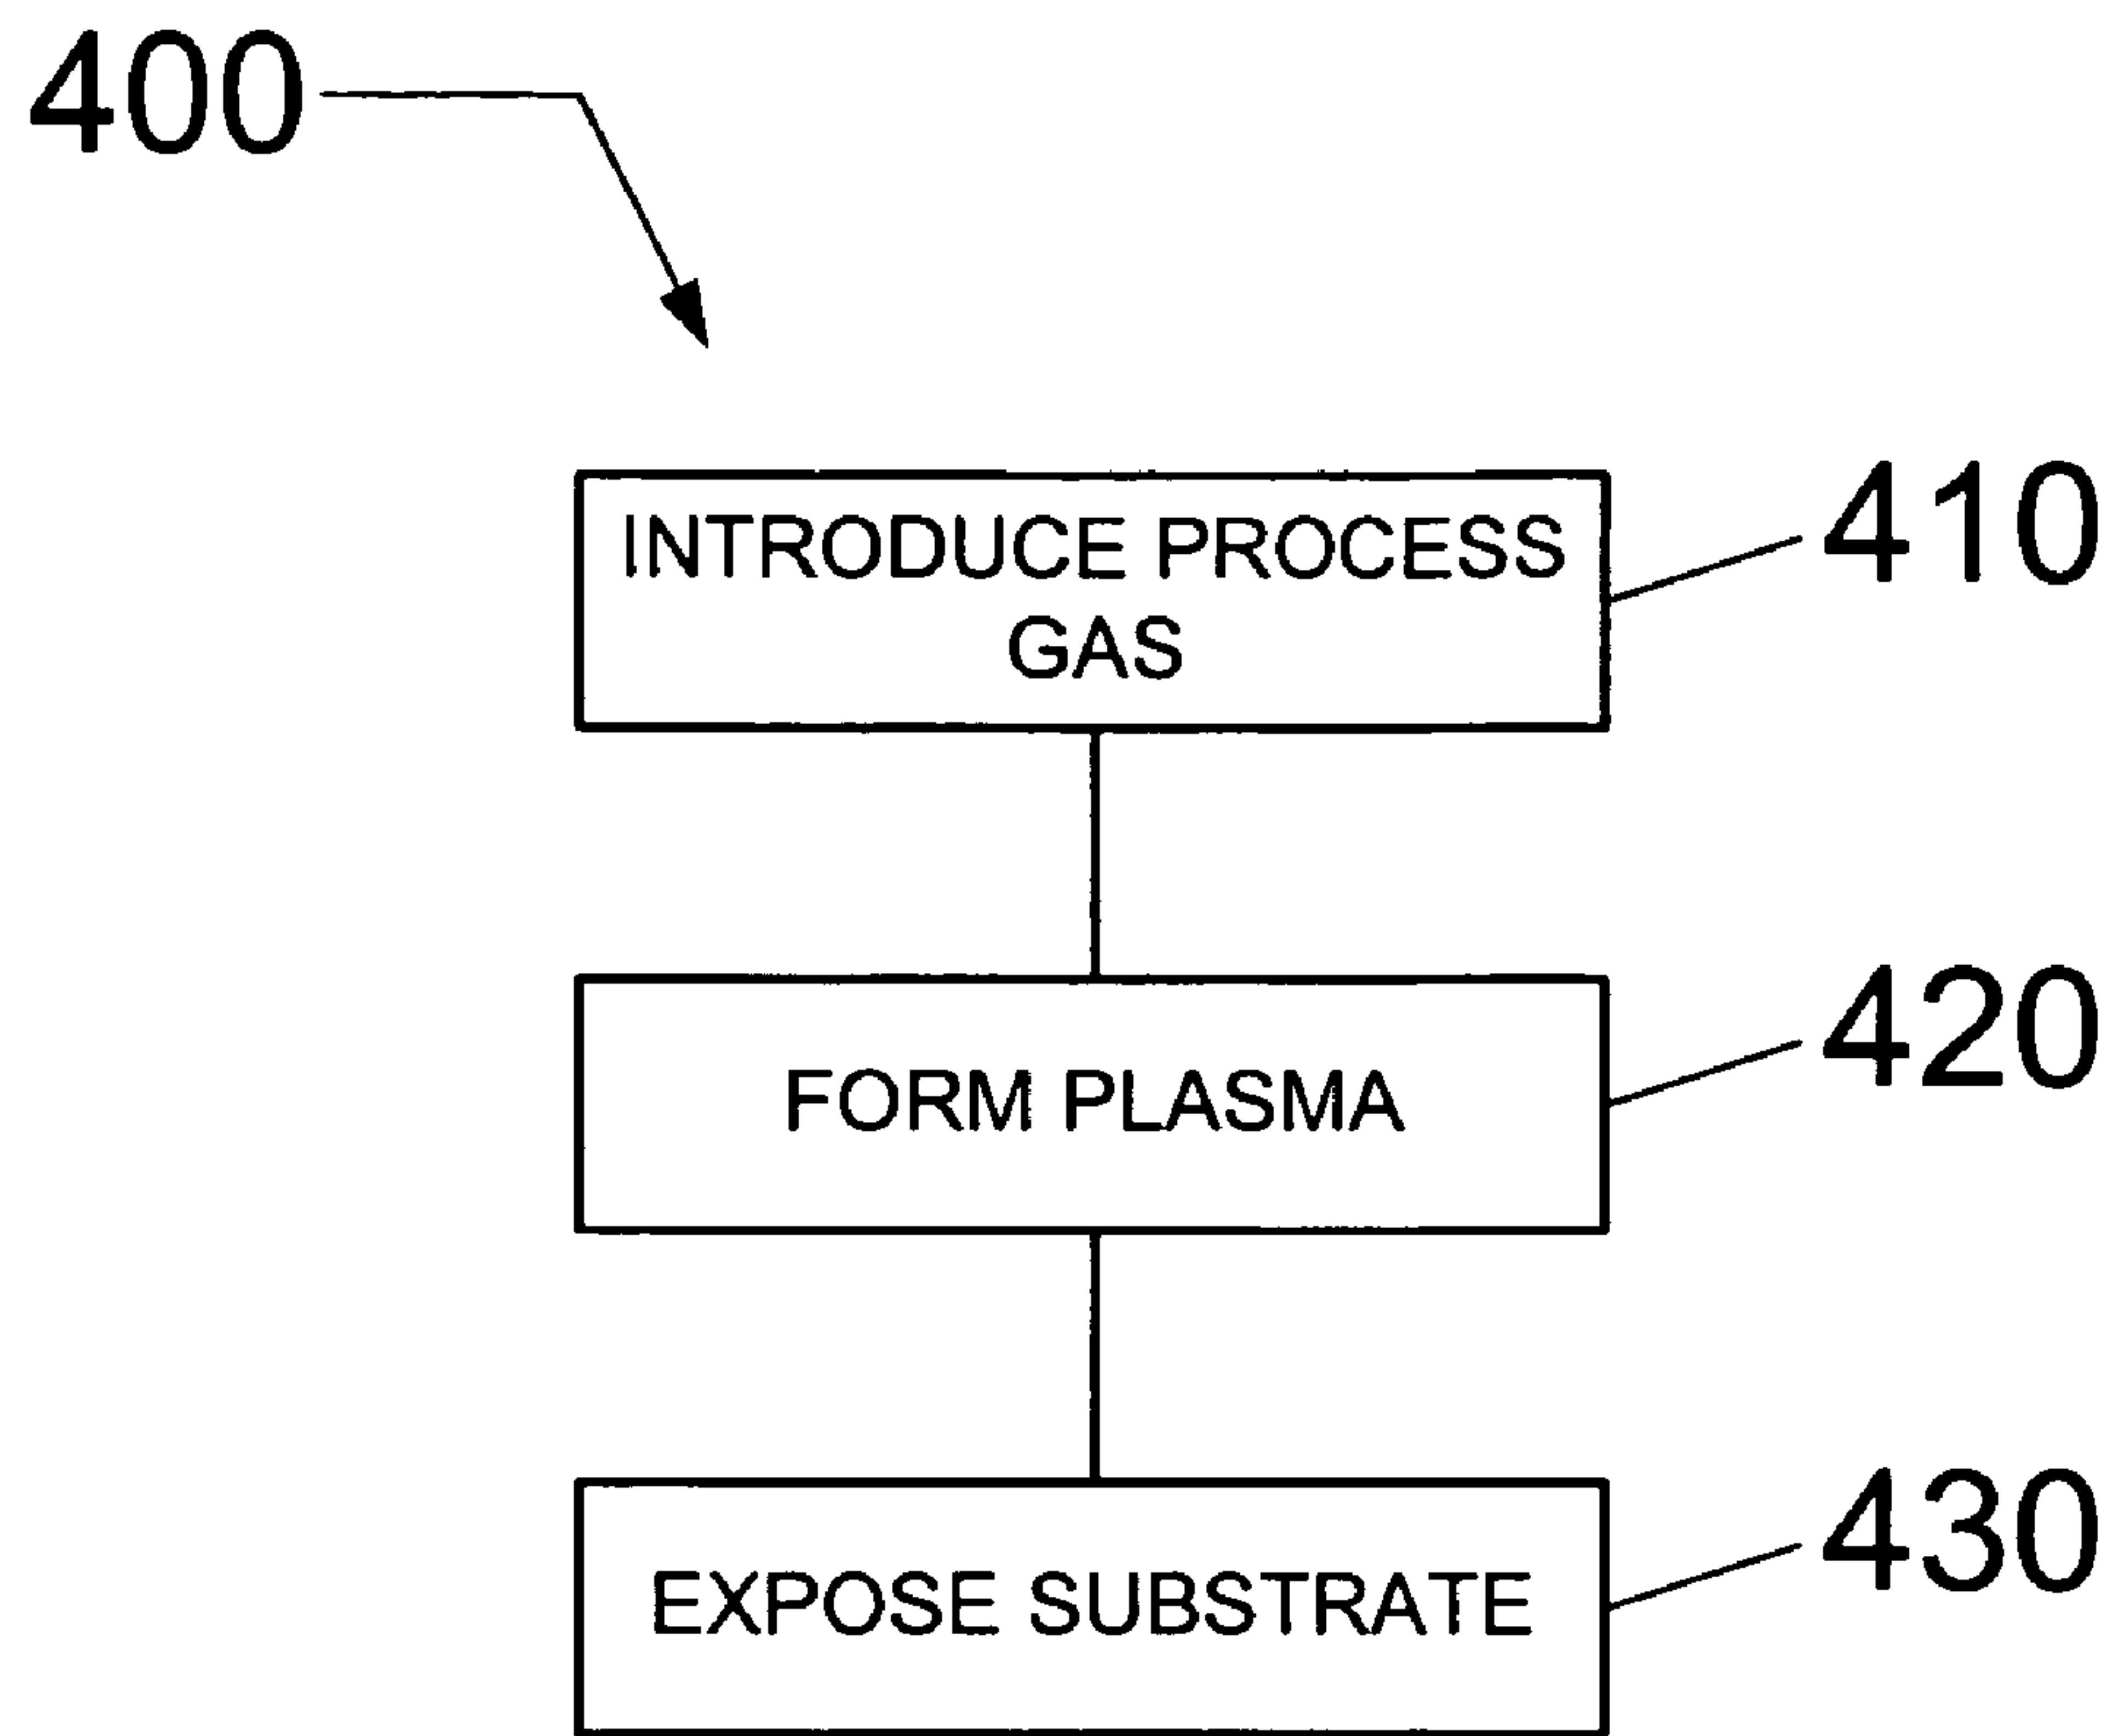 400
INTRODUCE PROCESS
GAS
410
FORM PLASMA
420
EXPOSE SUBSTRATE
430